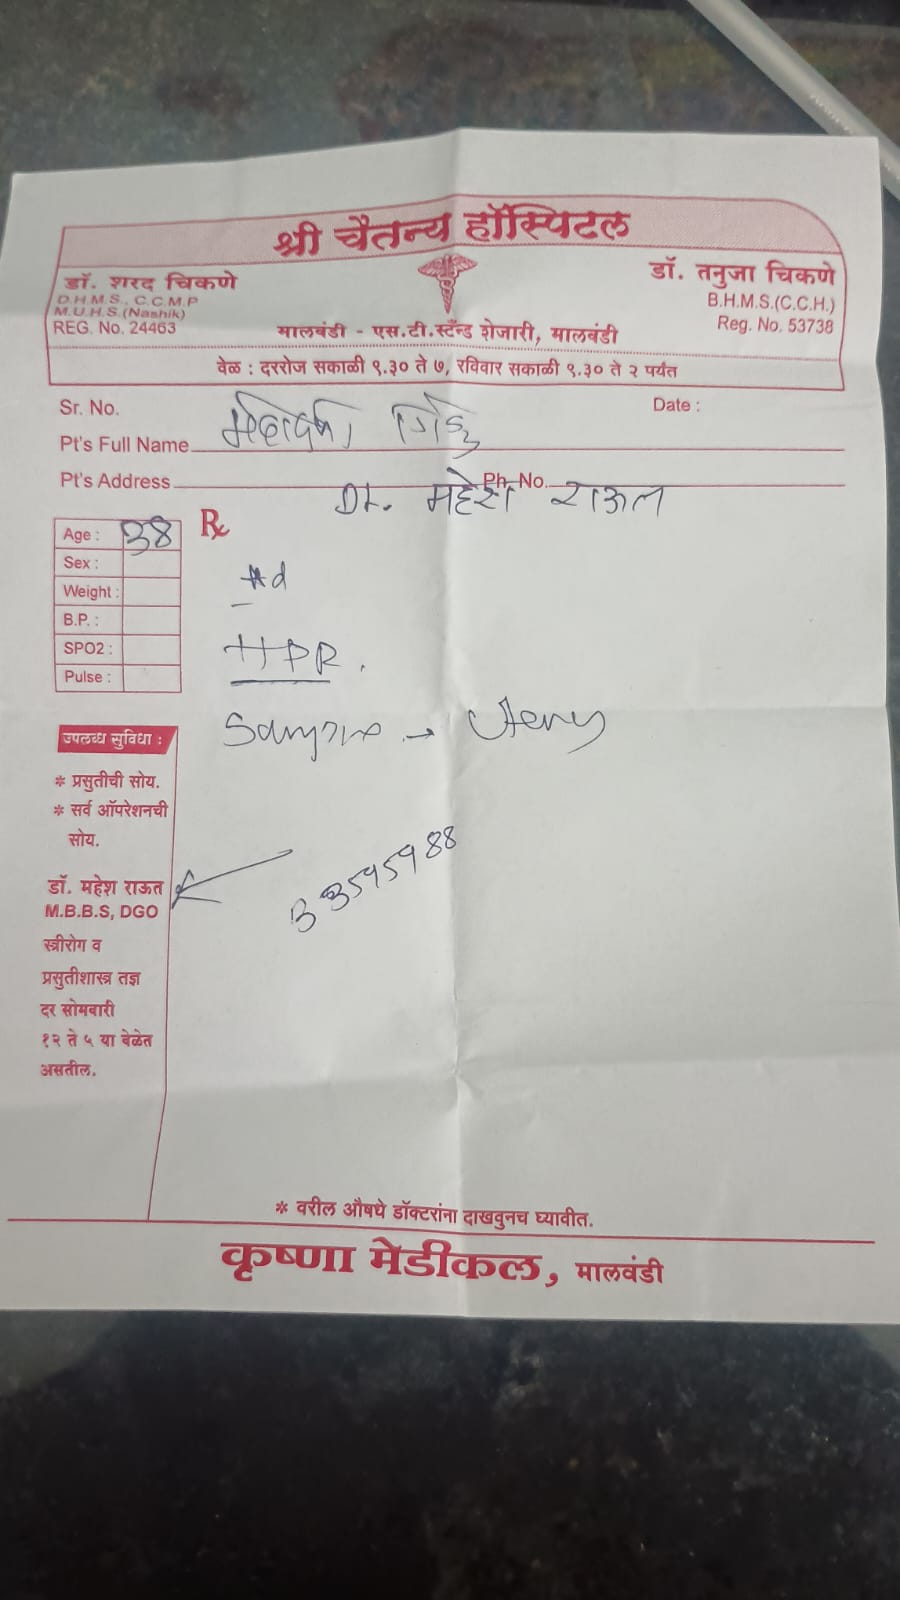 श्री चैतन्य हॉस्पिटल
डॉ. शरद चिकणे
D.H.M.S., C.C.M.P
M.U.H.S.(Nashik)
REG. No. 24463
डॉ. तनुजा चिकणे
B.H.M.S.(C.C.H.)
Reg. No. 53738
मालवंडी - एस.टी.स्टॅन्ड शेजारी, मालवंडी
वेळ : दररोज सकाळी ९.३० ते ७, रविवार सकाळी ९.३० ते २ पर्यंत
Sr. No.
Date :
Pt's Full Name
Pt's Address
Ph. No.
Dr. महेश राऊत
Age : 38
Rx
Sex :
Weight :
B.P. :
SPO2 :
Pulse :
HPR.
उपलब्ध सुविधा :
* प्रसुतीची सोय.
* सर्व ऑपरेशनची
सोय.
डॉ. महेश राऊत
M.B.B.S, DGO
स्त्रीरोग व
प्रसुतीशास्त्र तज्ञ
दर सोमवारी
१२ ते ५ या वेळेत
असतील.
* वरील औषधे डॉक्टरांना दाखवुनच घ्यावीत.
कृष्णा मेडीकल, मालवंडी